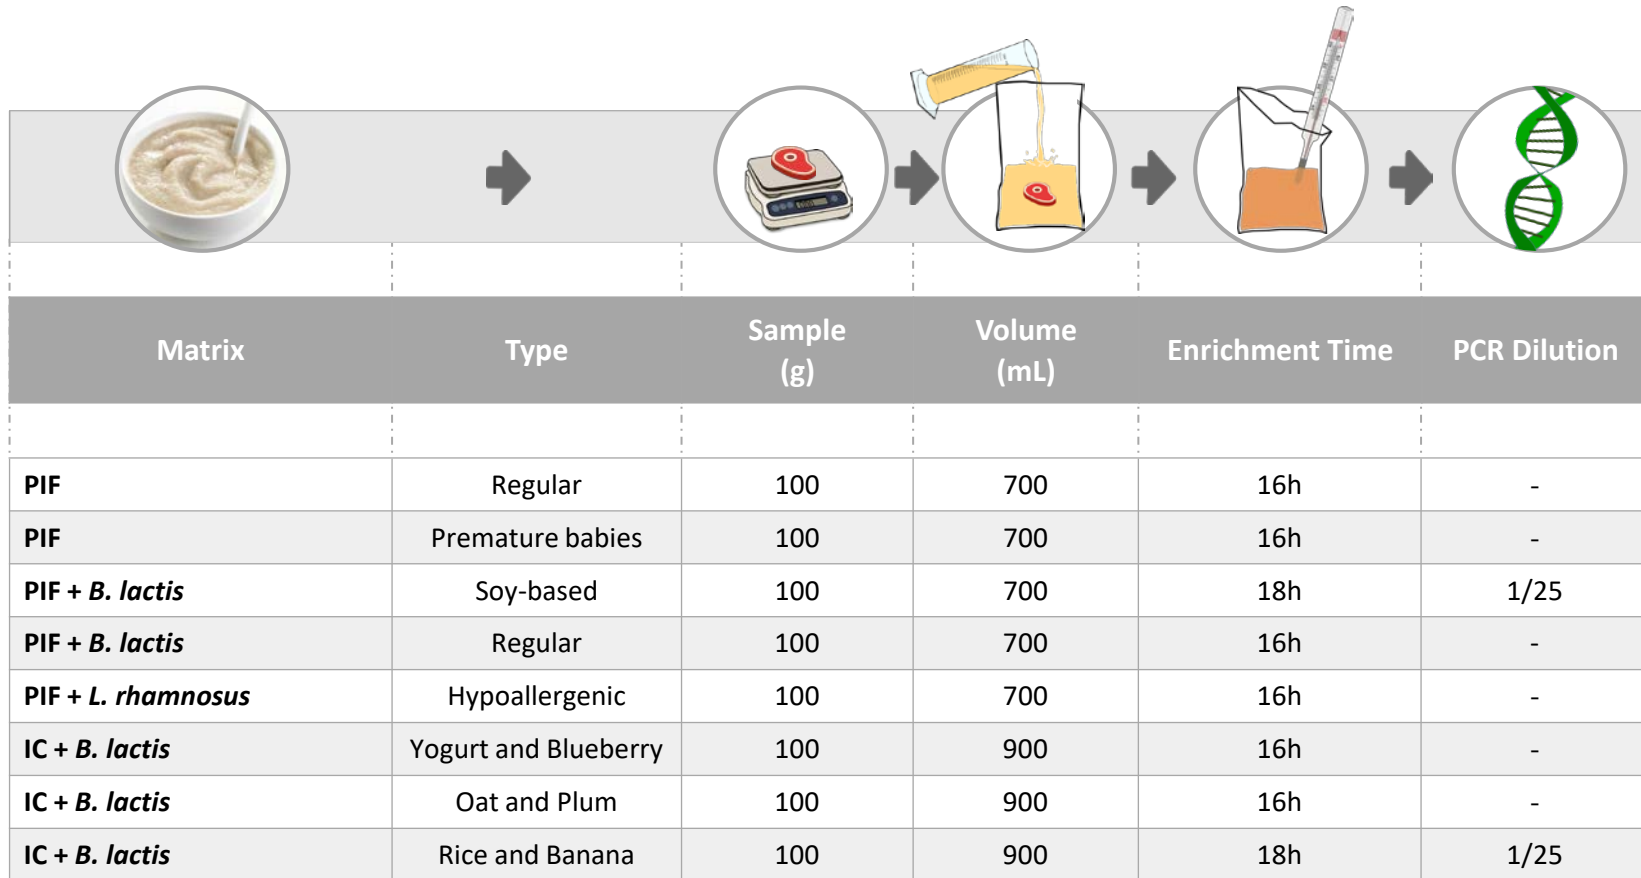 Matrix Type Sample (g) Volume (mL) Enrichment Time PCR Dilution
PIF Regular 100 700 16h -
PIF Premature babies 100 700 16h -
PIF + B. lactis Soy-based 100 700 18h 1/25
PIF + B. lactis Regular 100 700 16h -
PIF + L. rhamnosus Hypoallergenic 100 700 16h -
IC + B. lactis Yogurt and Blueberry 100 900 16h -
IC + B. lactis Oat and Plum 100 900 16h -
IC + B. lactis Rice and Banana 100 900 18h 1/25